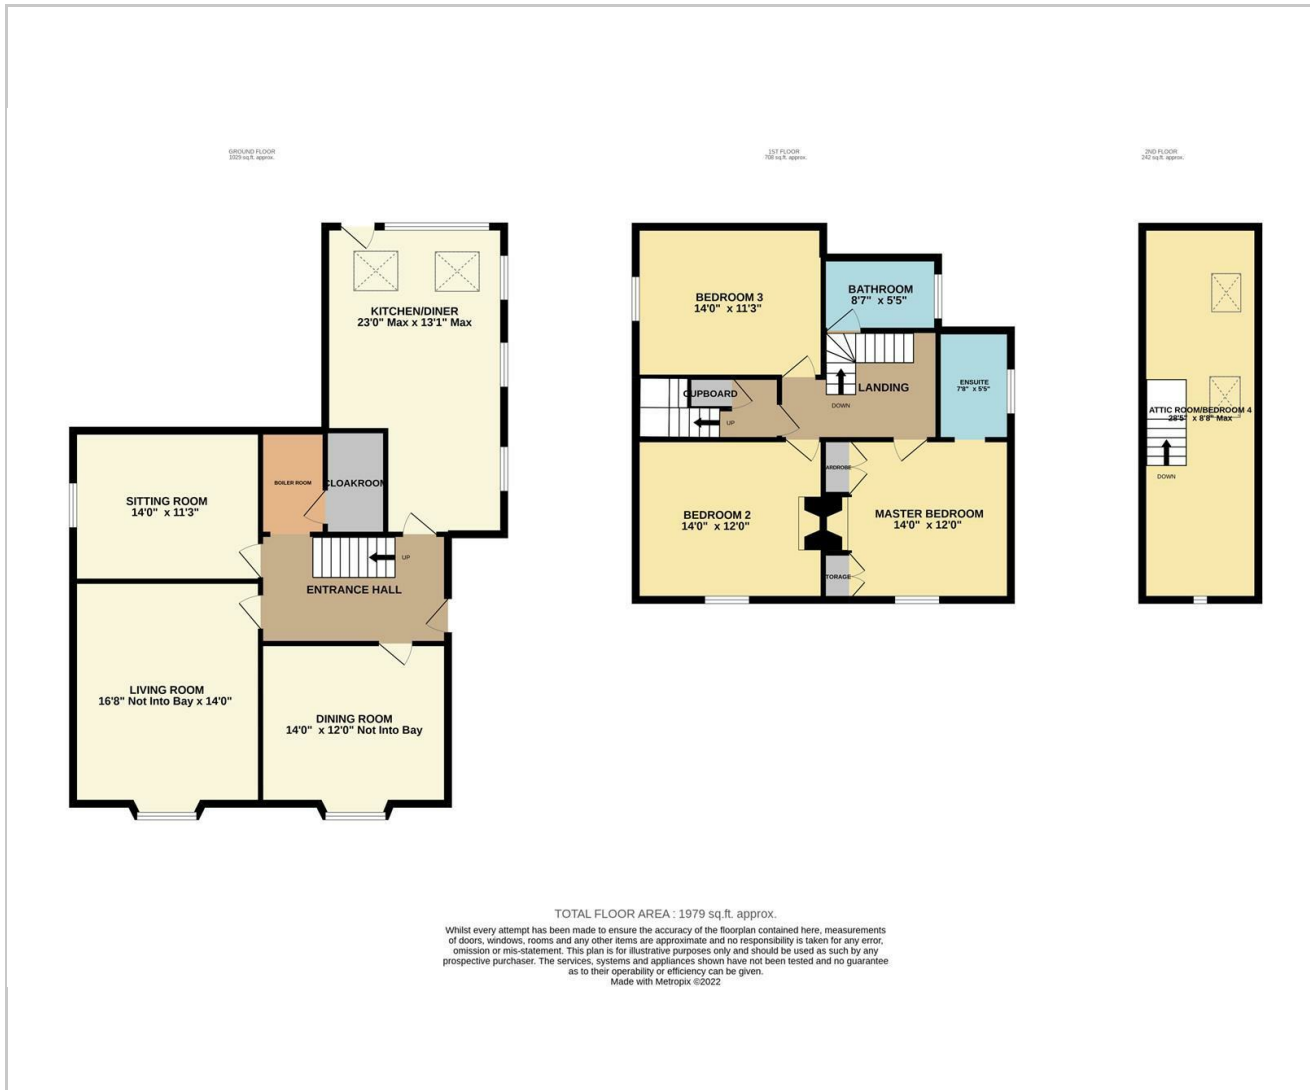 GROUND FLOOR
1029 sq.ft. approx.
KITCHEN/DINER
23'0" Max x 13'1" Max
SITTING ROOM
14'0" x 11'3"
BOILER ROOM
CLOAKROOM
UP
ENTRANCE HALL
LIVING ROOM
16'8" Not Into Bay x 14'0"
DINING ROOM
14'0" x 12'0" Not Into Bay
1ST FLOOR
708 sq.ft. approx.
BEDROOM 3
14'0" x 11'3"
BATHROOM
8'7" x 5'5"
ENSUITE
7'8" x 5'5"
LANDING
DOWN
CUPBOARD
UP
ARDROBE
BEDROOM 2
14'0" x 12'0"
MASTER BEDROOM
14'0" x 12'0"
TORAGE
2ND FLOOR
242 sq.ft. approx.
ATTIC ROOM/BEDROOM 4
28'5" x 8'8" Max
DOWN
TOTAL FLOOR AREA : 1979 sq.ft. approx.
Whilst every attempt has been made to ensure the accuracy of the floorplan contained here, measurements
of doors, windows, rooms and any other items are approximate and no responsibility is taken for any error,
omission or mis-statement. This plan is for illustrative purposes only and should be used as such by any
prospective purchaser. The services, systems and appliances shown have not been tested and no guarantee
as to their operability or efficiency can be given.
Made with Metropix ©2022